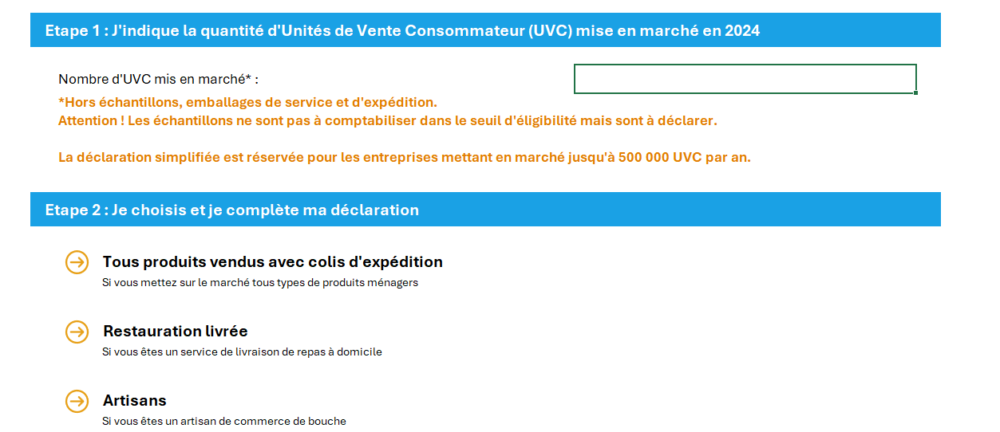 Etape 1 : J'indique la quantité d'Unités de Vente Consommateur (UVC) mise en marché en 2024
Nombre d'UVC mis en marché* :
*Hors échantillons, emballages de service et d'expédition.
Attention ! Les échantillons ne sont pas à comptabiliser dans le seuil d'éligibilité mais sont à déclarer.
La déclaration simplifiée est réservée pour les entreprises mettant en marché jusqu'à 500 000 UVC par an.
Etape 2 : Je choisis et je complète ma déclaration
Tous produits vendus avec colis d'expédition
Si vous mettez sur le marché tous types de produits ménagers
Restauration livrée
Si vous êtes un service de livraison de repas à domicile
Artisans
Si vous êtes un artisan de commerce de bouche